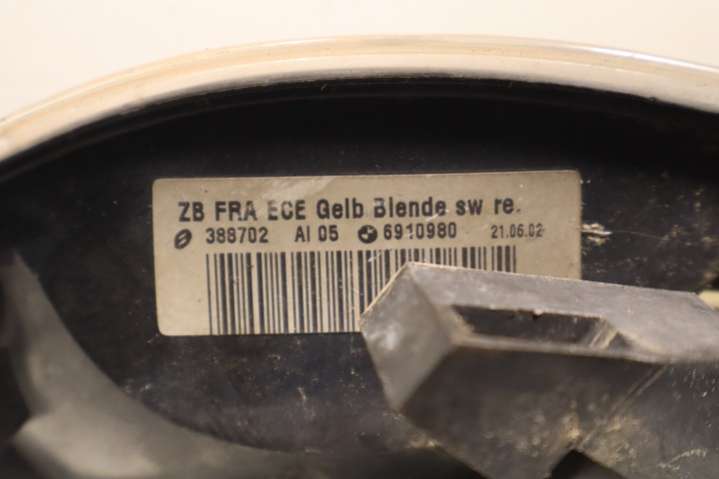 ZB FRA ECE Gelb Blende sw re.
388702 AI 05 6910980 21.06.02